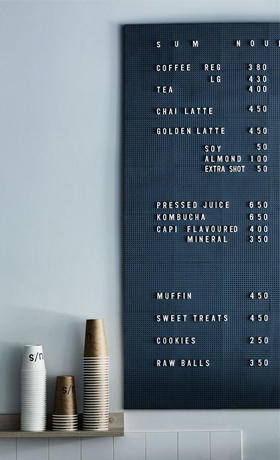 SUM NOU
COFFEE REG 380
LG 430
TEA 400
CHAI LATTE 450
GOLDEN LATTE 450
SOY 50
ALMOND 100
EXTRA SHOT 50
PRESSED JUICE 650
KOMBUCHA 650
CAPI FLAVOURED 400
MINERAL 350
MUFFIN 450
SWEET TREATS 450
COOKIES 250
RAW BALLS 350
s/n
s/n
s/n